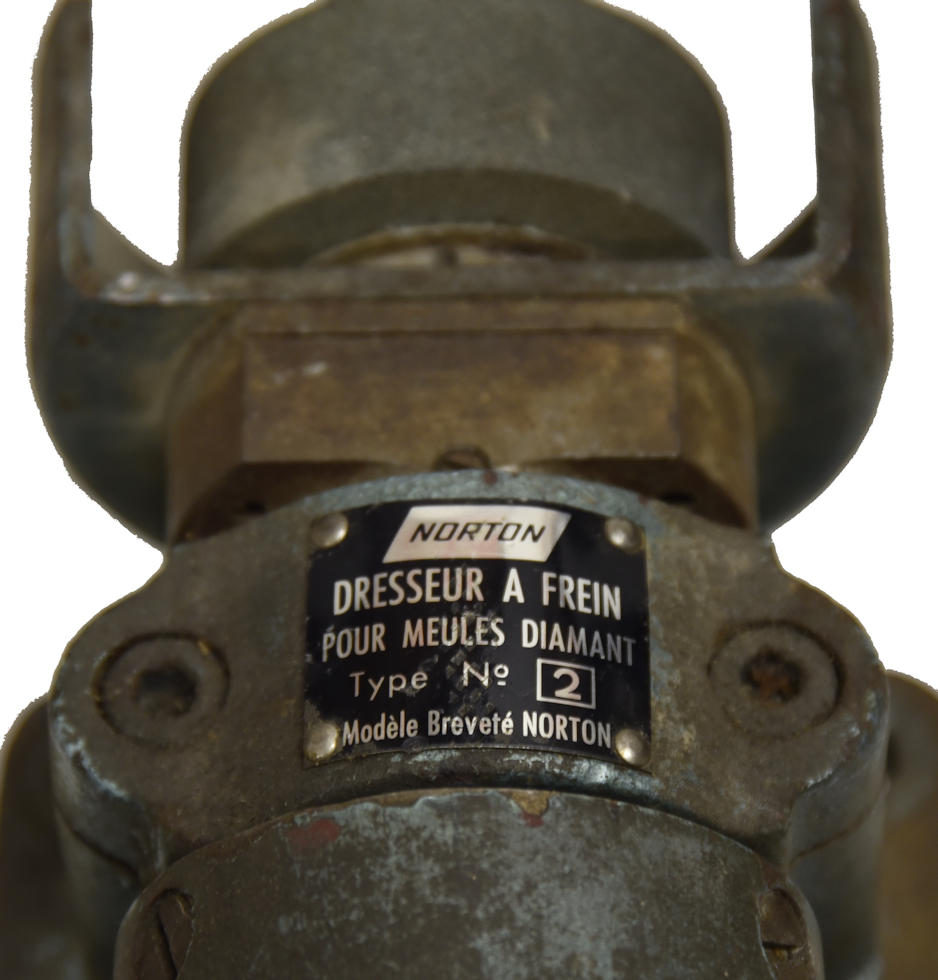 NORTON
DRESSEUR A FREIN
POUR MEULES DIAMANT
Type Nº 2
Modèle Breveté NORTON